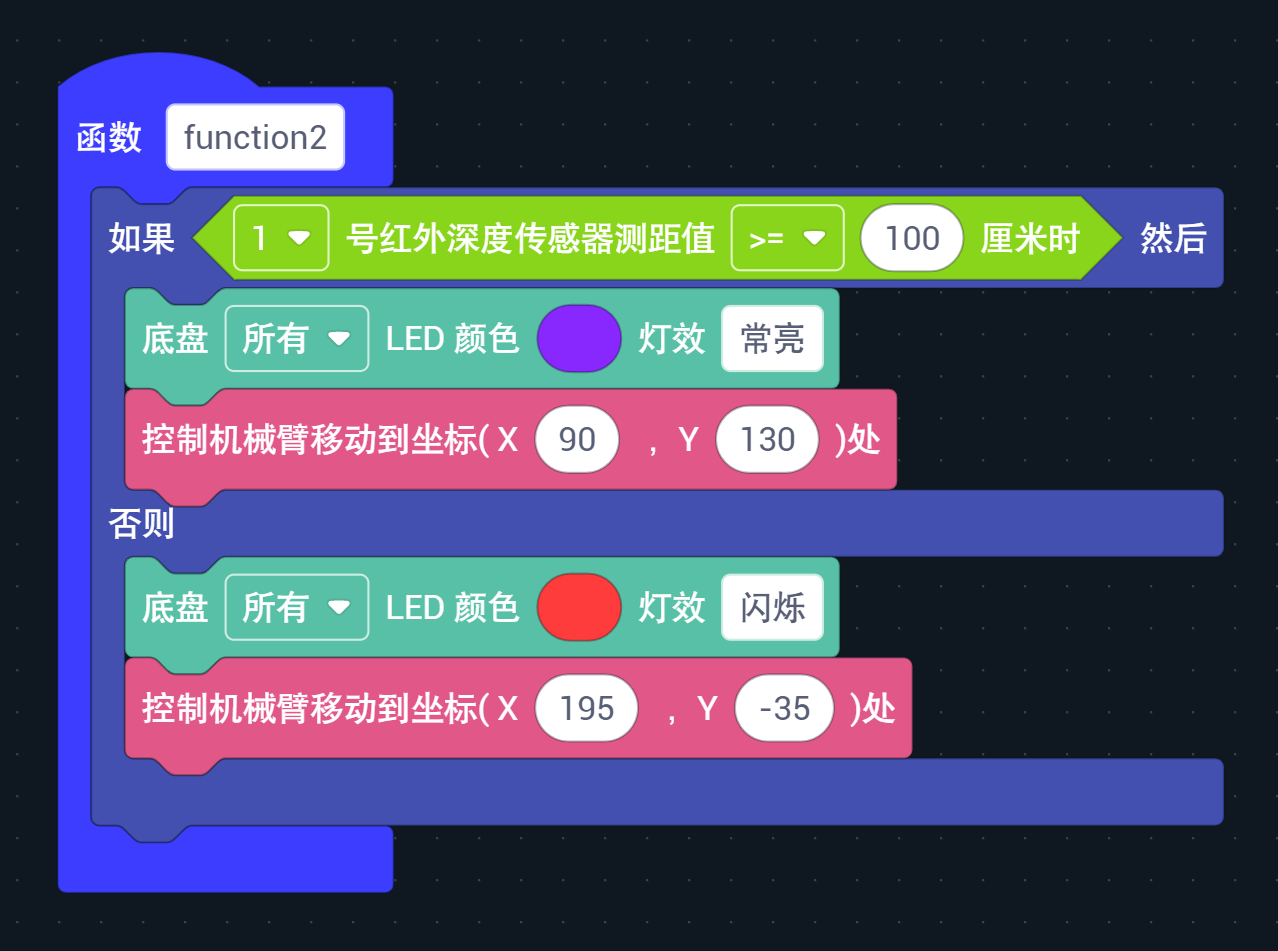 函数 function2
如果 1 号红外深度传感器测距值 >= 100 厘米时 然后
底盘 所有 LED 颜色 灯效 常亮
控制机械臂移动到坐标( X 90 , Y 130 )处
否则
底盘 所有 LED 颜色 灯效 闪烁
控制机械臂移动到坐标( X 195 , Y -35 )处